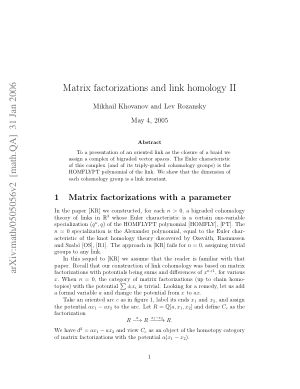 Matrix factorizations and link homology II
Mikhail Khovanov and Lev Rozansky
May 4, 2005
Abstract
To a presentation of an oriented link as the closure of a braid we
assign a complex of bigraded vector spaces. The Euler characteristic
of this complex (and of its triply-graded cohomology groups) is the
HOMFLYPT polynomial of the link. We show that the dimension of
each cohomology group is a link invariant.
1 Matrix factorizations with a parameter
In the paper [KR] we constructed, for each n > 0, a bigraded cohomology
theory of links in ℝ³ whose Euler characteristic is a certain one-variable
specialization (qⁿ, q) of the HOMFLYPT polynomial [HOMFLY], [PT]. The
n = 0 specialization is the Alexander polynomial, equal to the Euler char-
acteristic of the knot homology theory discovered by Ozsváth, Rasmussen
and Szabó [OS], [R1]. The approach in [KR] fails for n = 0, assigning trivial
groups to any link.
In this sequel to [KR] we assume that the reader is familiar with that
paper. Recall that our construction of link cohomology was based on matrix
factorizations with potentials being sums and differences of xⁿ⁺¹, for various
x. When n = 0, the category of matrix factorizations (up to chain homo-
topies) with the potential ∑ ±xᵢ is trivial. Looking for a remedy, let us add
a formal variable a and change the potential from x to ax.
Take an oriented arc c as in figure 1, label its ends x₁ and x₂, and assign
the potential ax₁ − ax₂ to the arc. Let R = ℚ[a, x₁, x₂] and define C_c as the
factorization
R —a→ R —x₁−x₂→ R.
We have d² = ax₁ − ax₂ and view C_c as an object of the homotopy category
of matrix factorizations with the potential a(x₁ − x₂).
1
arXiv:math/0505056v2 [math.QA] 31 Jan 2006